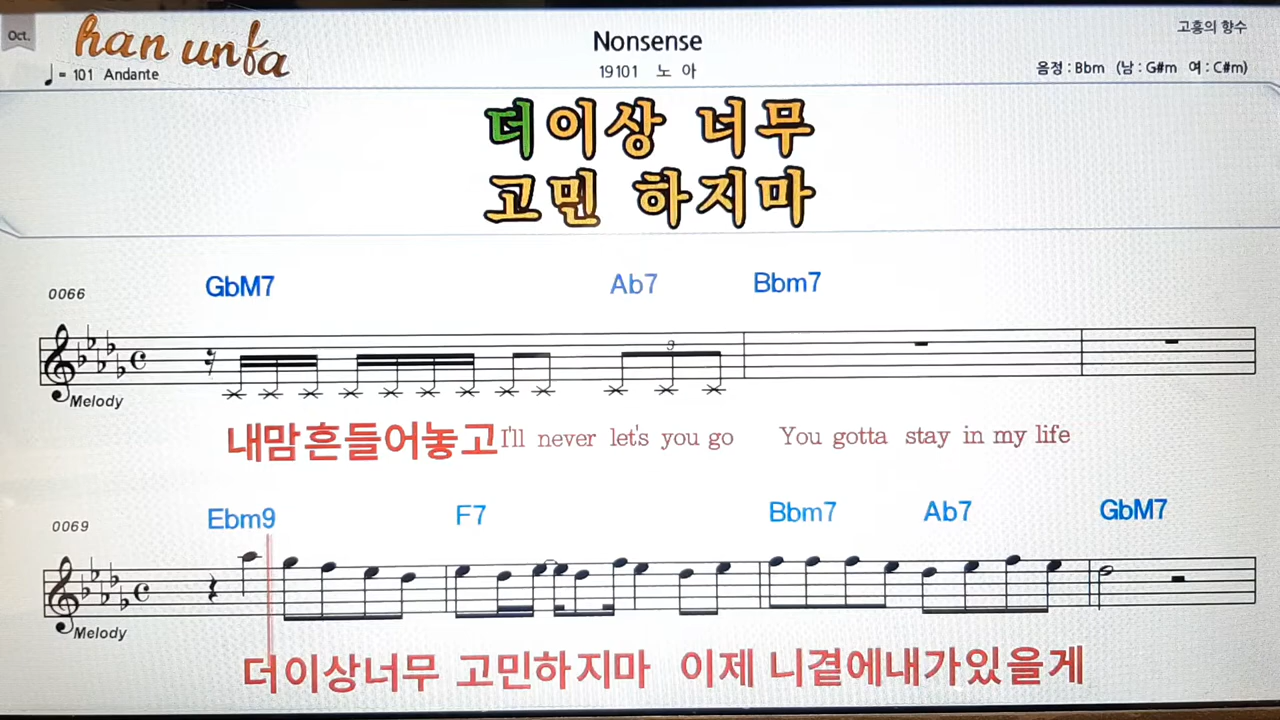 Oct.
han unfa
Nonsense
고흥의 향수
♩= 101 Andante
19101 노 아
음정 : Bbm (남 : G#m 여 : C#m)
더이상 너무
고민 하지마
0066 GbM7 Ab7 Bbm7
3
Melody
내맘흔들어놓고I'll never let's you go You gotta stay in my life
0069 Ebm9 F7 Bbm7 Ab7 GbM7
Melody
더이상너무 고민하지마 이제 니곁에내가있을게